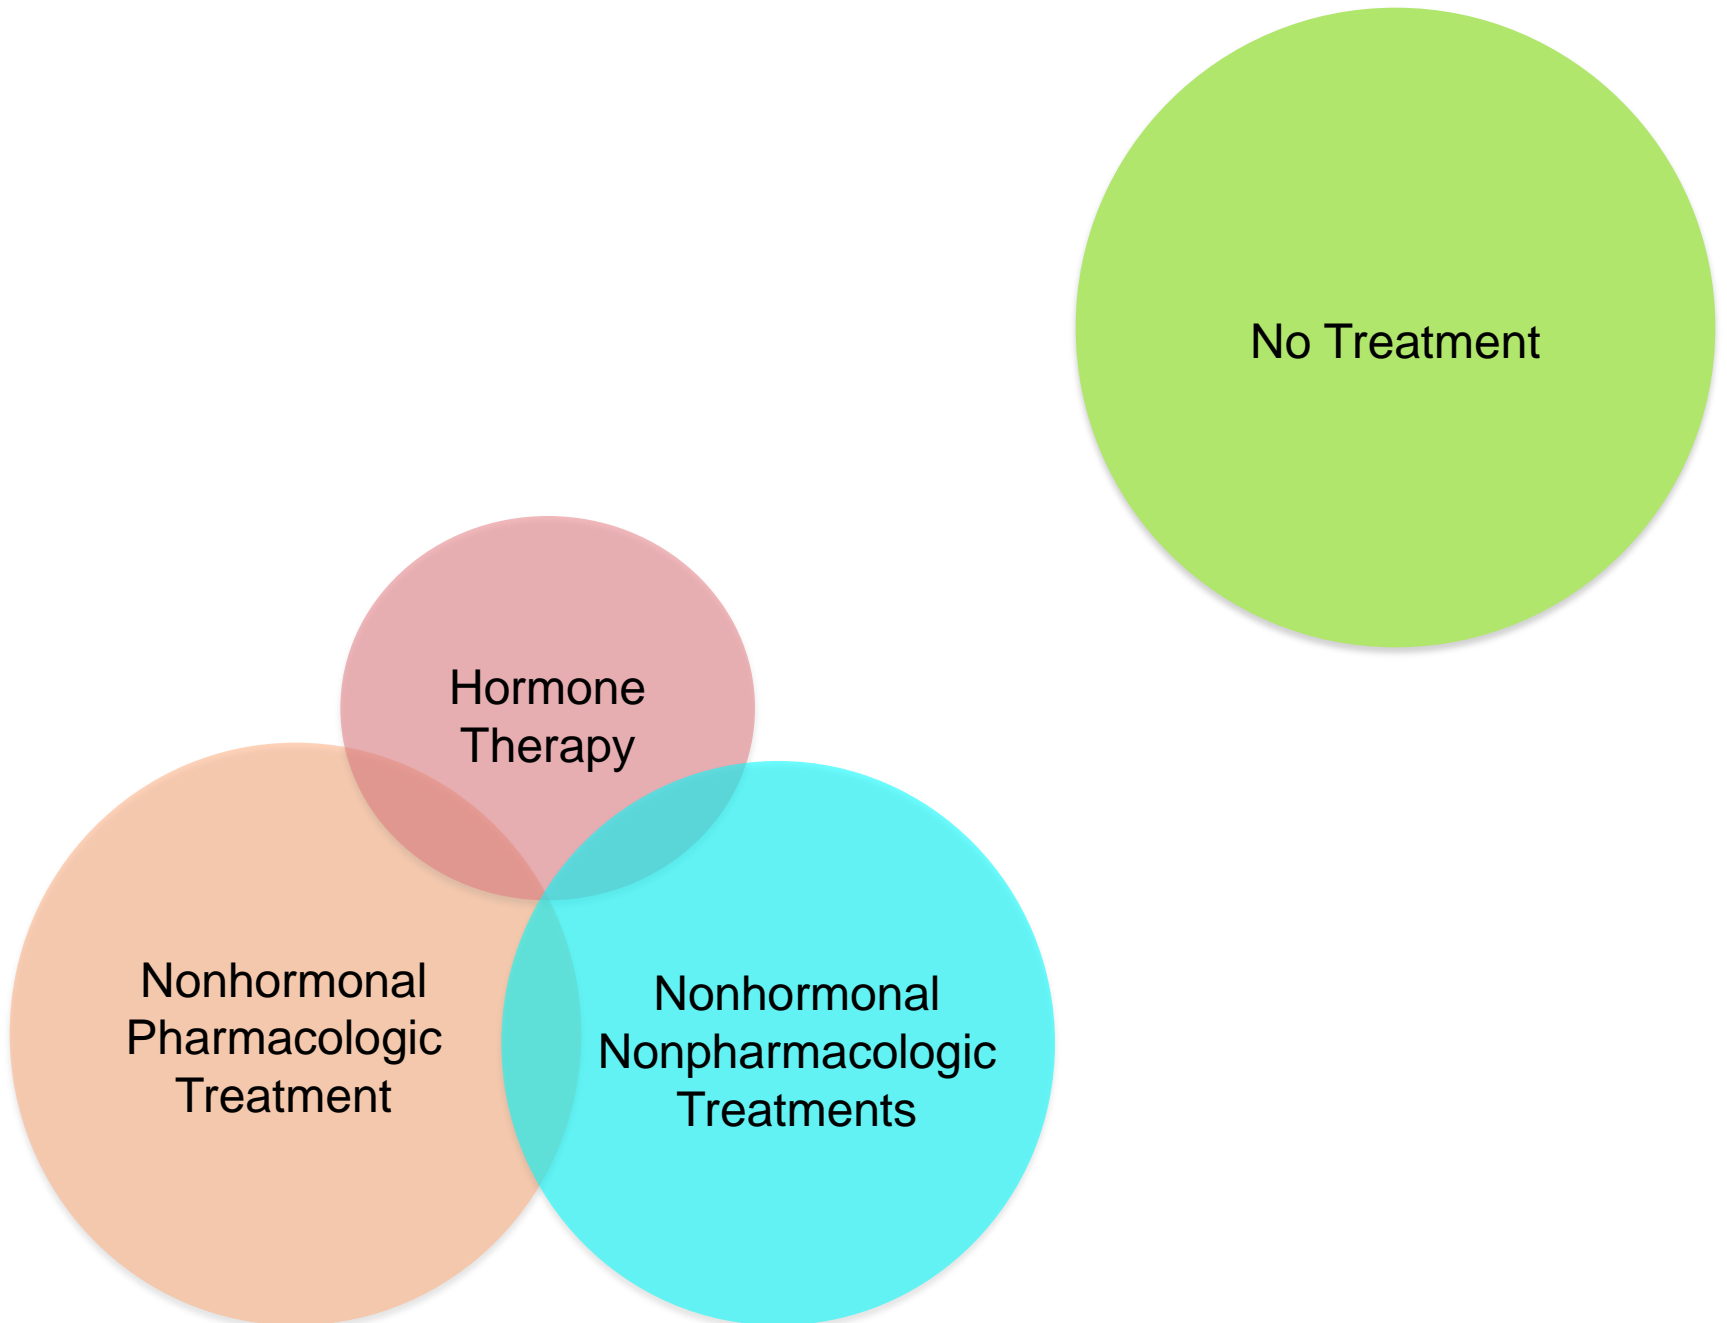 No Treatment
Hormone
Therapy
Nonhormonal
Pharmacologic
Treatment
Nonhormonal
Nonpharmacologic
Treatments